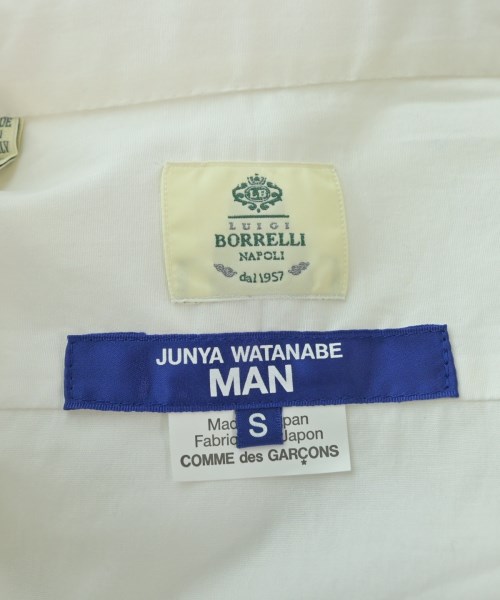 LB
LUIGI
BORRELLI
NAPOLI
dal 1957
JUNYA WATANABE
MAN
S
COMME des GARÇONS